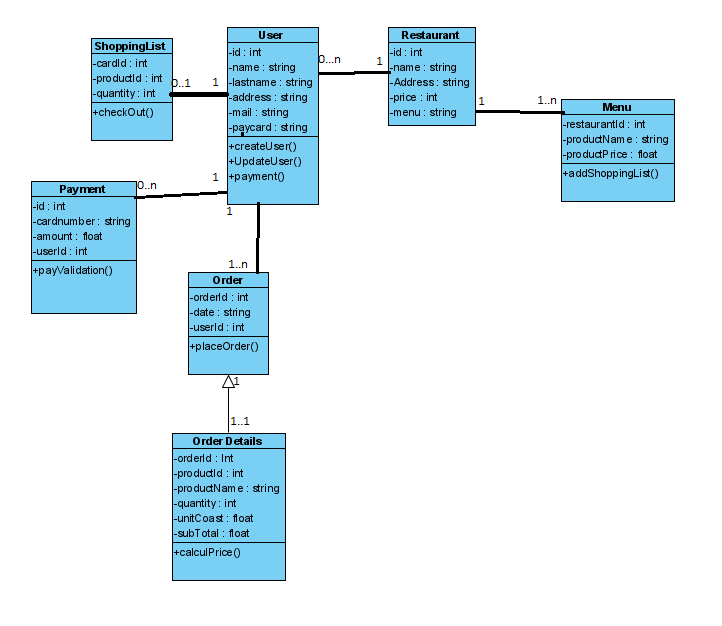 ShoppingList
-cardId : int
-productId : int
-quantity : int
+checkOut()
0..1
1
User
-id : int
-name : string
-lastname : string
-address : string
-mail : string
-paycard : string
+createUser()
+UpdateUser()
+payment()
0...n
1
Restaurant
-id : int
-name : string
-Address : string
-price : int
-menu : string
1
1..n
Menu
-restaurantId : int
-productName : string
-productPrice : float
+addShoppingList()
Payment
-id : int
-cardnumber : string
-amount : float
-userId : int
+payValidation()
0..n
1
1
1..n
Order
-orderId : int
-date : string
-userId : int
+placeOrder()
1
1..1
Order Details
-orderId : Int
-productId : int
-productName : string
-quantity : int
-unitCoast : float
-subTotal : float
+calculPrice()